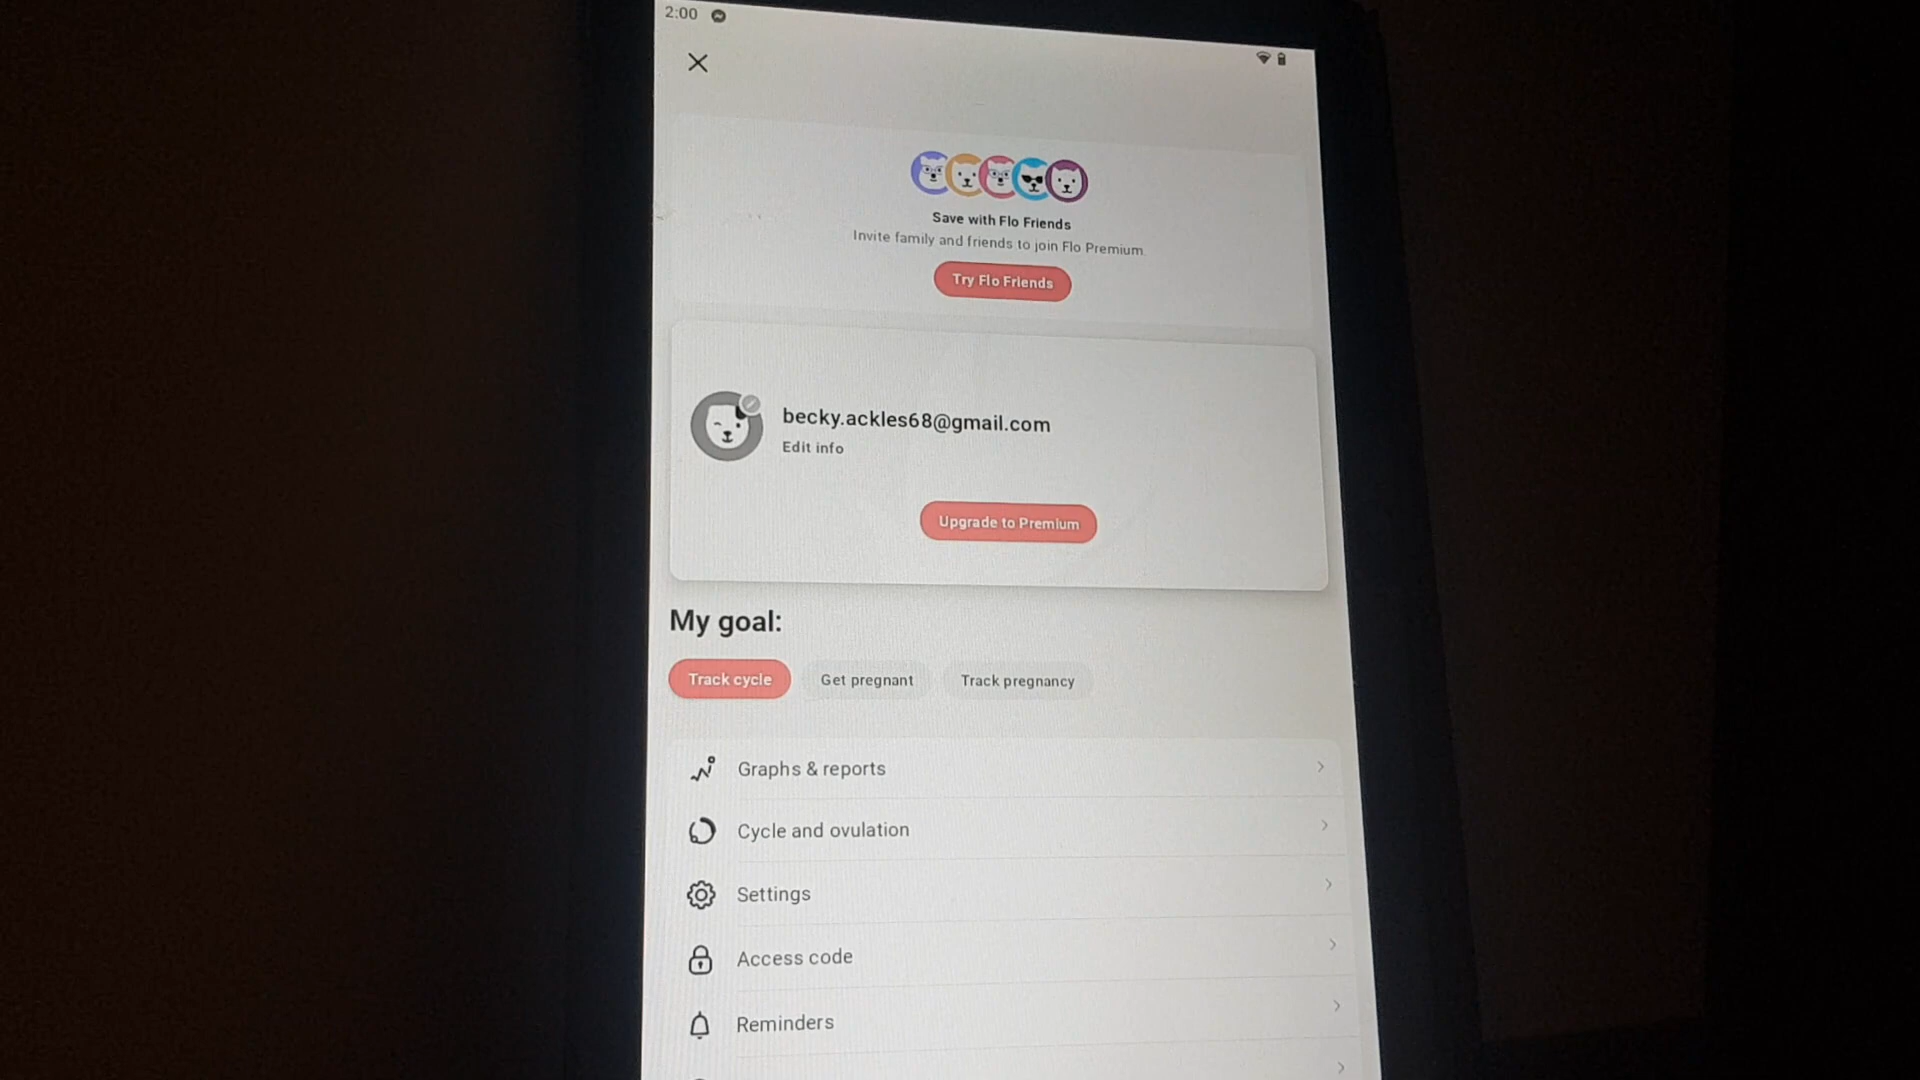 2:00
Save with Flo Friends
Invite family and friends to join Flo Premium
Try Flo Friends
becky.ackles68@gmail.com
Edit info
Upgrade to Premium
My goal:
Track cycle
Get pregnant
Track pregnancy
Graphs & reports
Cycle and ovulation
Settings
Access code
Reminders